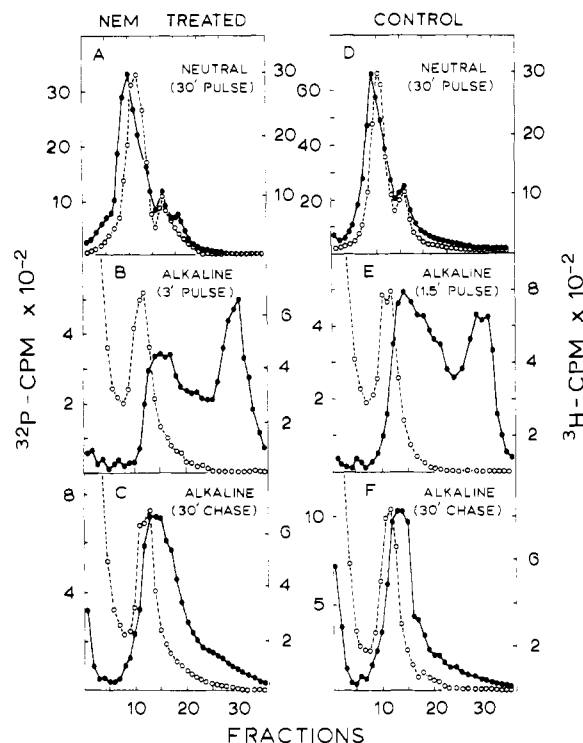 NEM TREATED
CONTROL
A
NEUTRAL
(30' PULSE)
30
20
10
30
20
10
D
NEUTRAL
(30' PULSE)
60
40
20
30
20
10
B
ALKALINE
(3' PULSE)
4
2
6
4
2
E
ALKALINE
(1.5' PULSE)
4
2
8
6
4
2
C
ALKALINE
(30' CHASE)
8
4
6
4
2
F
ALKALINE
(30' CHASE)
10
5
6
2
32P-CPM x 10-2
3H-CPM x 10-2
10 20 30
10 20 30
FRACTIONS